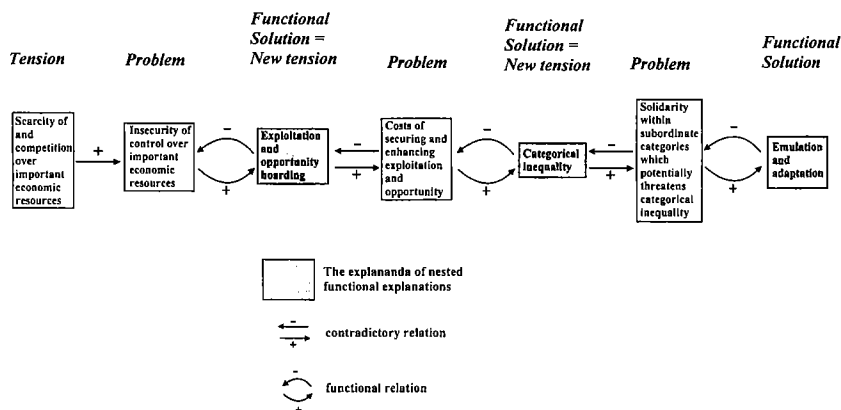 Tension
Problem
Functional
Solution =
New tension
Problem
Functional
Solution =
New tension
Problem
Functional
Solution
Scarcity of
and
competition
over
important
economic
resources
+
Insecurity of
control over
important
economic
resources
-
+
Exploitation
and
opportunity
hoarding
-
+
Costs of
securing and
enhancing
exploitation
and
opportunity
-
+
Categorical
inequality
-
+
Solidarity
within
subordinate
categories
which
potentially
threatens
categorical
inequality
-
+
Emulation and
adaptation
The explananda of nested
functional explanations
-
+
contradictory relation
-
+
functional relation